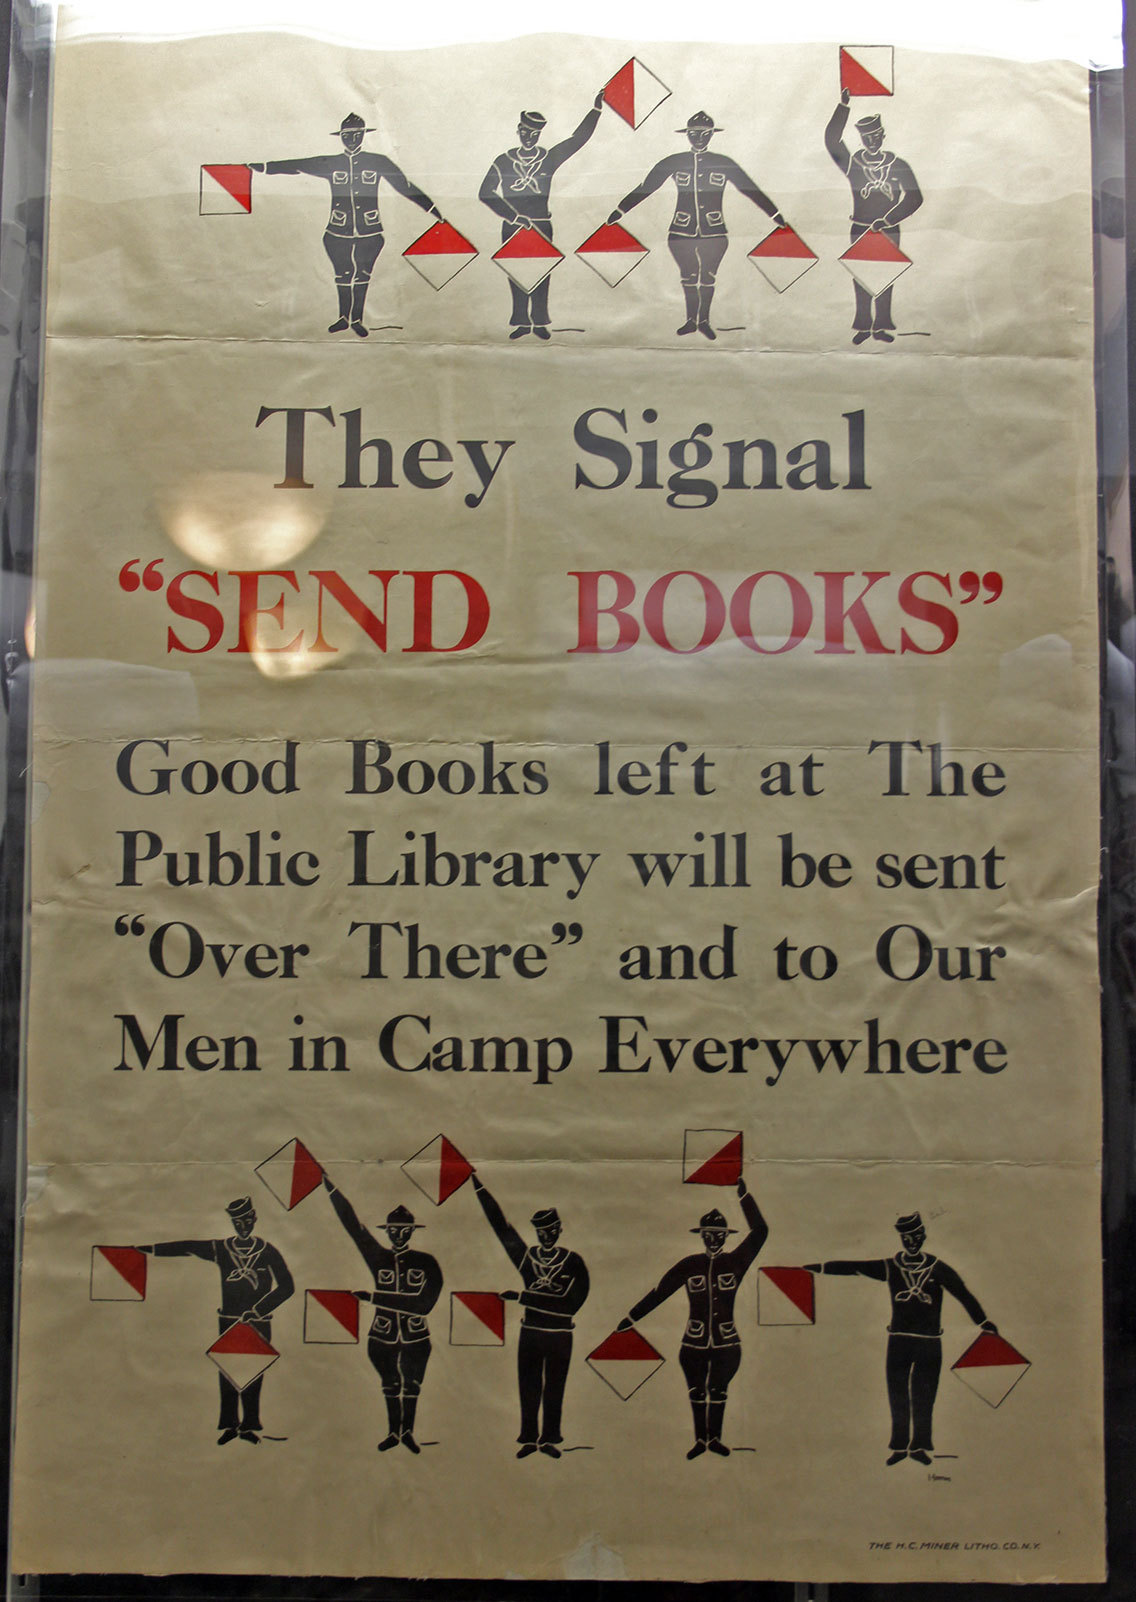 They Signal
“SEND BOOKS”
Good Books left at The
Public Library will be sent
“Over There” and to Our
Men in Camp Everywhere
THE H.C. MINER LITHO. CO. N.Y.